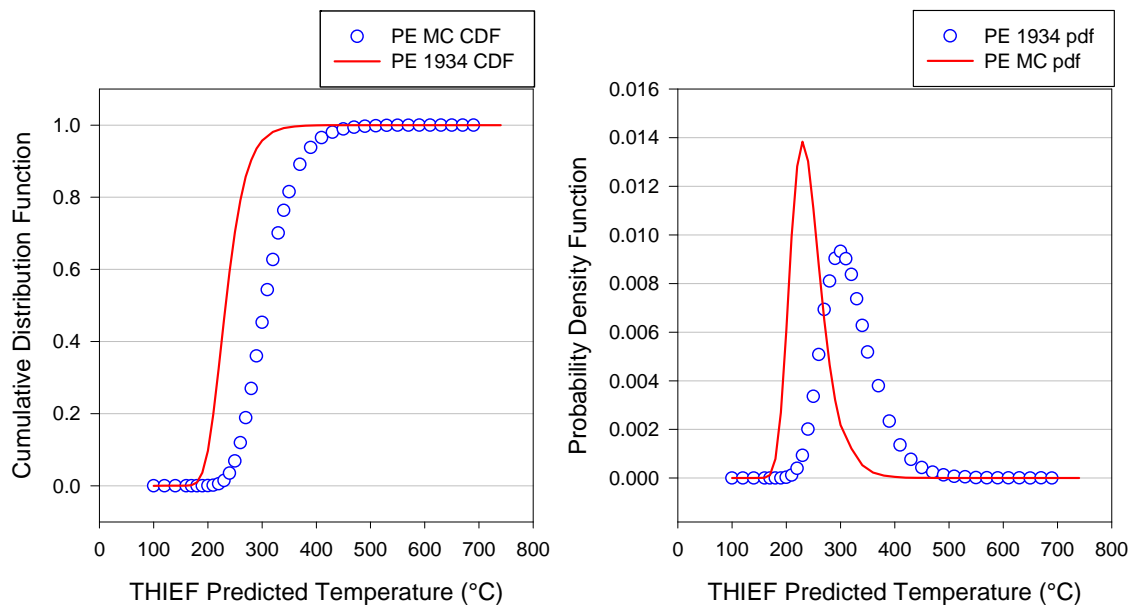 PE MC CDF
PE 1934 CDF
Cumulative Distribution Function
1.0
0.8
0.6
0.4
0.2
0.0
0 100 200 300 400 500 600 700 800
THIEF Predicted Temperature (°C)
PE 1934 pdf
PE MC pdf
Probability Density Function
0.016
0.014
0.012
0.010
0.008
0.006
0.004
0.002
0.000
0 100 200 300 400 500 600 700 800
THIEF Predicted Temperature (°C)